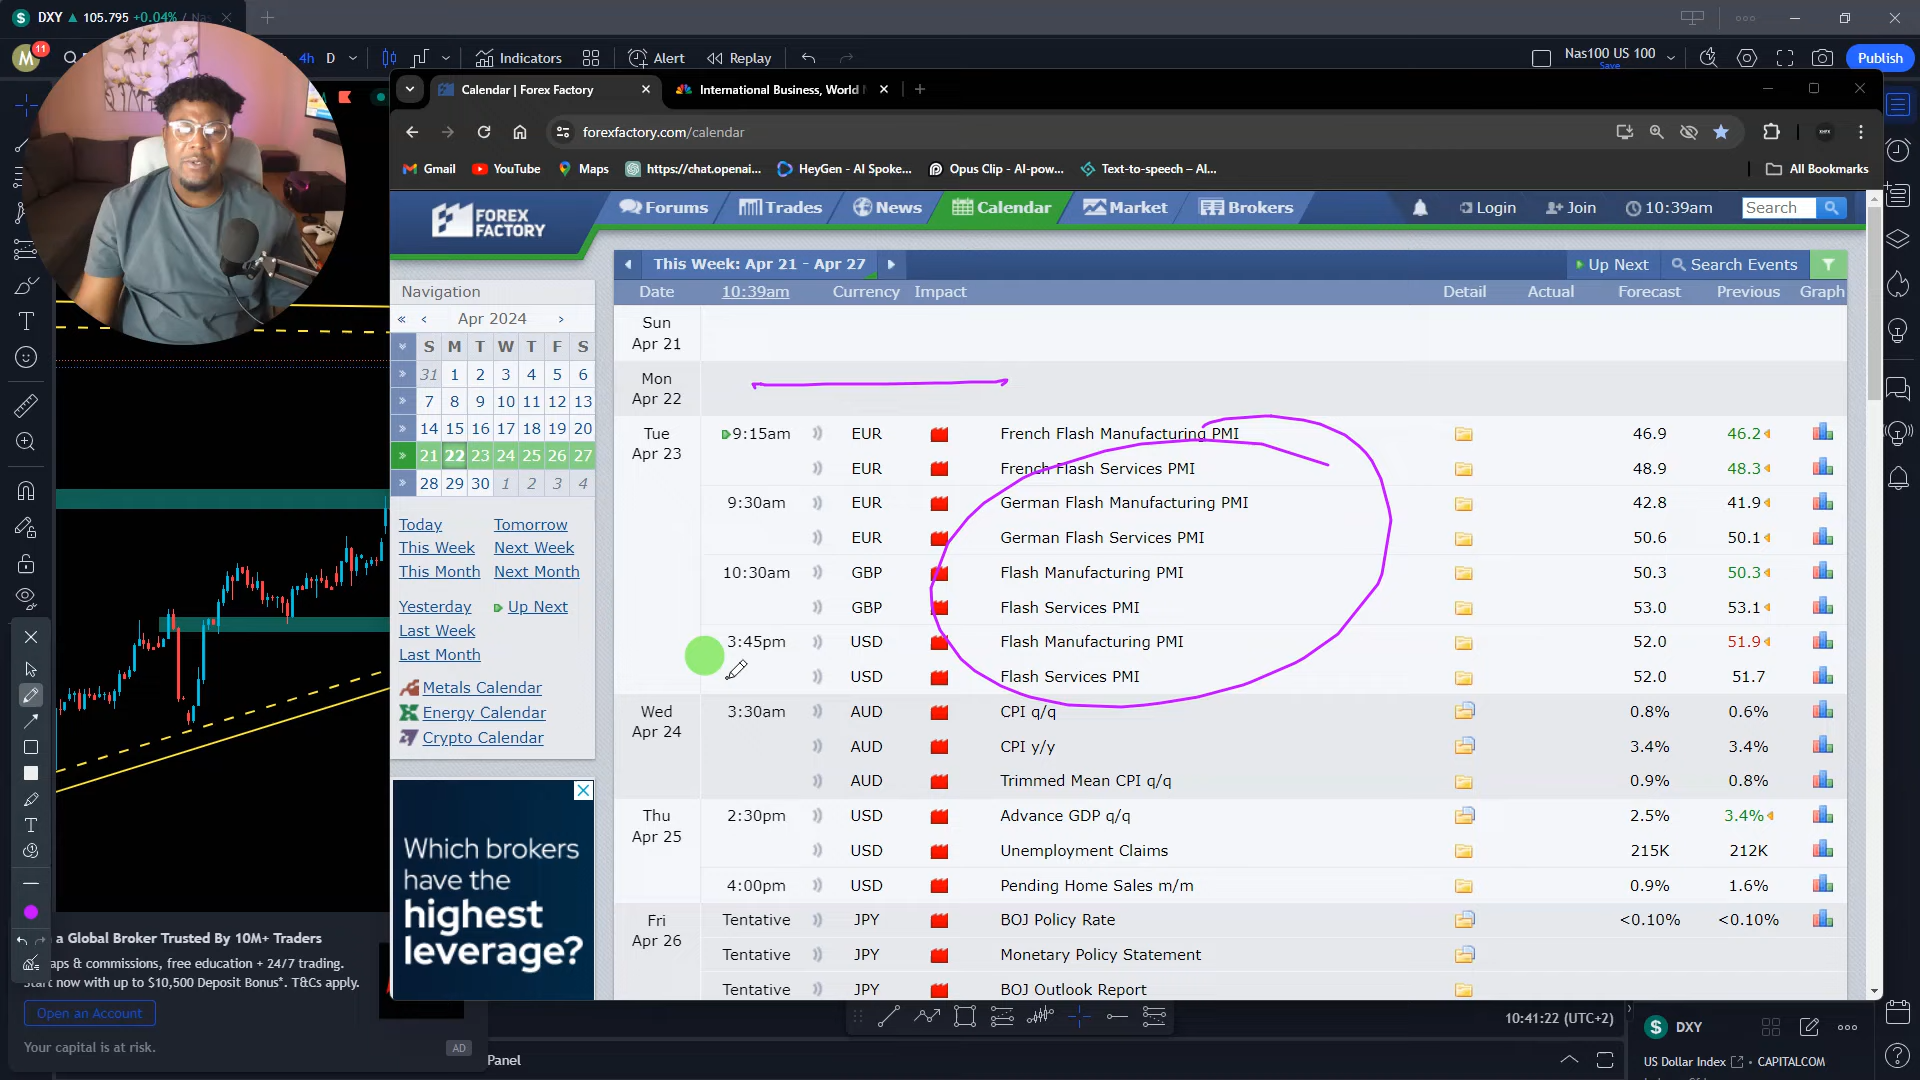 DXY ▲ 105.795 +0.04% / Nas
M
11
4h D
Indicators
Alert
Replay
Nas100 US 100
Save
Publish
Calendar | Forex Factory
International Business, World
forexfactory.com/calendar
Gmail
YouTube
Maps
https://chat.openai...
HeyGen - AI Spoke...
Opus Clip - AI-pow...
Text-to-speech – AI...
All Bookmarks
FOREX
FACTORY
Forums
Trades
News
Calendar
Market
Brokers
Login
Join
10:39am
Search
This Week: Apr 21 - Apr 27
Up Next
Search Events
Date 10:39am Currency Impact Detail Actual Forecast Previous Graph
Sun
Apr 21
Mon
Apr 22
Tue
Apr 23
9:15am EUR French Flash Manufacturing PMI 46.9 46.2
EUR French Flash Services PMI 48.9 48.3
9:30am EUR German Flash Manufacturing PMI 42.8 41.9
EUR German Flash Services PMI 50.6 50.1
10:30am GBP Flash Manufacturing PMI 50.3 50.3
GBP Flash Services PMI 53.0 53.1
3:45pm USD Flash Manufacturing PMI 52.0 51.9
USD Flash Services PMI 52.0 51.7
Wed
Apr 24
3:30am AUD CPI q/q 0.8% 0.6%
AUD CPI y/y 3.4% 3.4%
AUD Trimmed Mean CPI q/q 0.9% 0.8%
Thu
Apr 25
2:30pm USD Advance GDP q/q 2.5% 3.4%
USD Unemployment Claims 215K 212K
4:00pm USD Pending Home Sales m/m 0.9% 1.6%
Fri
Apr 26
Tentative JPY BOJ Policy Rate <0.10% <0.10%
Tentative JPY Monetary Policy Statement
Tentative JPY BOJ Outlook Report
Navigation
« ‹ Apr 2024 ›
S M T W T F S
31 1 2 3 4 5 6
7 8 9 10 11 12 13
14 15 16 17 18 19 20
21 22 23 24 25 26 27
28 29 30 1 2 3 4
Today Tomorrow
This Week Next Week
This Month Next Month
Yesterday Up Next
Last Week
Last Month
Metals Calendar
Energy Calendar
Crypto Calendar
Which brokers
have the
highest
leverage?
a Global Broker Trusted By 10M+ Traders
aps & commissions, free education + 24/7 trading.
Start now with up to $10,500 Deposit Bonus*. T&Cs apply.
Open an Account
Your capital is at risk.
AD
Panel
10:41:22 (UTC+2)
DXY
US Dollar Index • CAPITALCOM